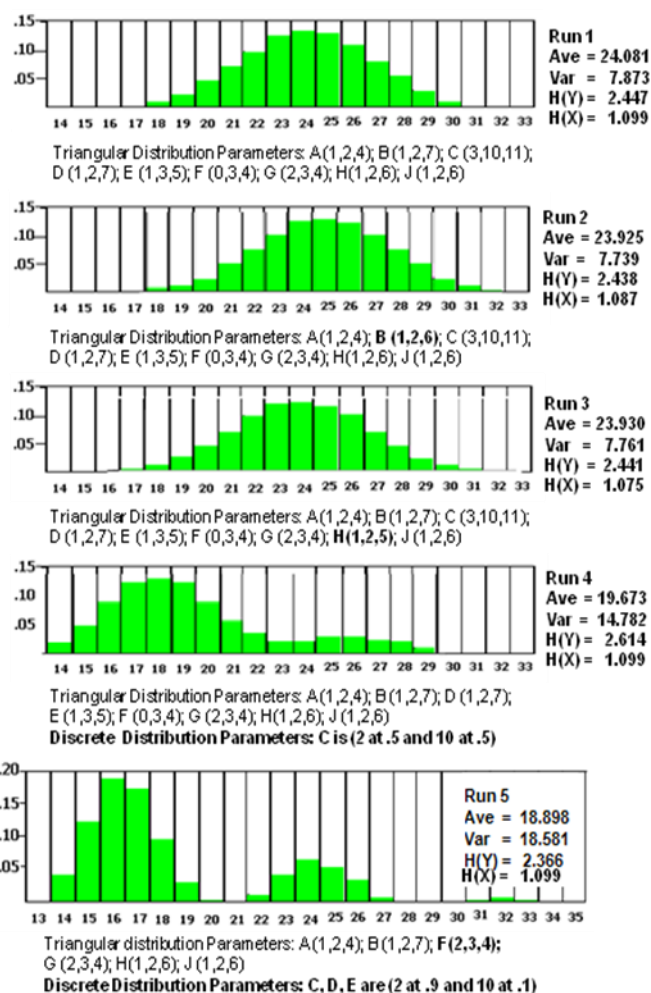 .15
.10
.05
14 15 16 17 18 19 20 21 22 23 24 25 26 27 28 29 30 31 32 33
Run 1
Ave = 24.081
Var = 7.873
H(Y) = 2.447
H(X) = 1.099
Triangular Distribution Parameters: A(1,2,4); B(1,2,7); C (3,10,11);
D (1,2,7); E (1,3,5); F (0,3,4); G (2,3,4); H(1,2,6); J (1,2,6)
.15
.10
.05
14 15 16 17 18 19 20 21 22 23 24 25 26 27 28 29 30 31 32 33
Run 2
Ave = 23.925
Var = 7.739
H(Y) = 2.438
H(X) = 1.087
Triangular Distribution Parameters: A(1,2,4); B (1,2,6); C (3,10,11);
D (1,2,7); E (1,3,5); F (0,3,4); G (2,3,4); H(1,2,6); J (1,2,6)
.15
.10
.05
14 15 16 17 18 19 20 21 22 23 24 25 26 27 28 29 30 31 32 33
Run 3
Ave = 23.930
Var = 7.761
H(Y) = 2.441
H(X) = 1.075
Triangular Distribution Parameters: A(1,2,4); B(1,2,7); C (3,10,11);
D (1,2,7); E (1,3,5); F (0,3,4); G (2,3,4); H(1,2,5); J (1,2,6)
.15
.10
.05
14 15 16 17 18 19 20 21 22 23 24 25 26 27 28 29 30 31 32 33
Run 4
Ave = 19.673
Var = 14.782
H(Y) = 2.614
H(X) = 1.099
Triangular Distribution Parameters: A(1,2,4); B(1,2,7); D (1,2,7);
E (1,3,5); F (0,3,4); G (2,3,4); H(1,2,6); J (1,2,6)
Discrete Distribution Parameters: C is (2 at .5 and 10 at .5)
.20
.15
.10
.05
13 14 15 16 17 18 19 20 21 22 23 24 25 26 27 28 29 30 31 32 33 34 35
Run 5
Ave = 18.898
Var = 18.581
H(Y) = 2.366
H(X) = 1.099
Triangular distribution Parameters: A(1,2,4); B(1,2,7); F(2,3,4);
G (2,3,4); H(1,2,6); J (1,2,6)
Discrete Distribution Parameters: C, D, E are (2 at .9 and 10 at .1)